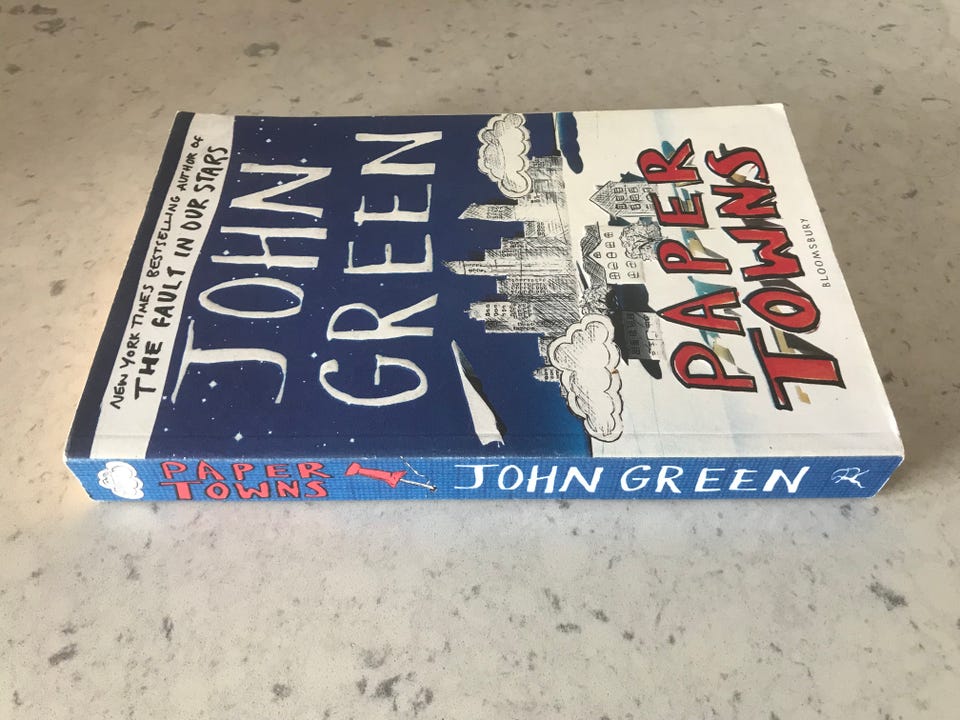 NEW YORK TIMES BESTSELLING AUTHOR OF
THE FAULT IN OUR STARS
JOHN
GREEN
PAPER
TOWNS
BLOOMSBURY
PAPER
TOWNS
JOHN GREEN